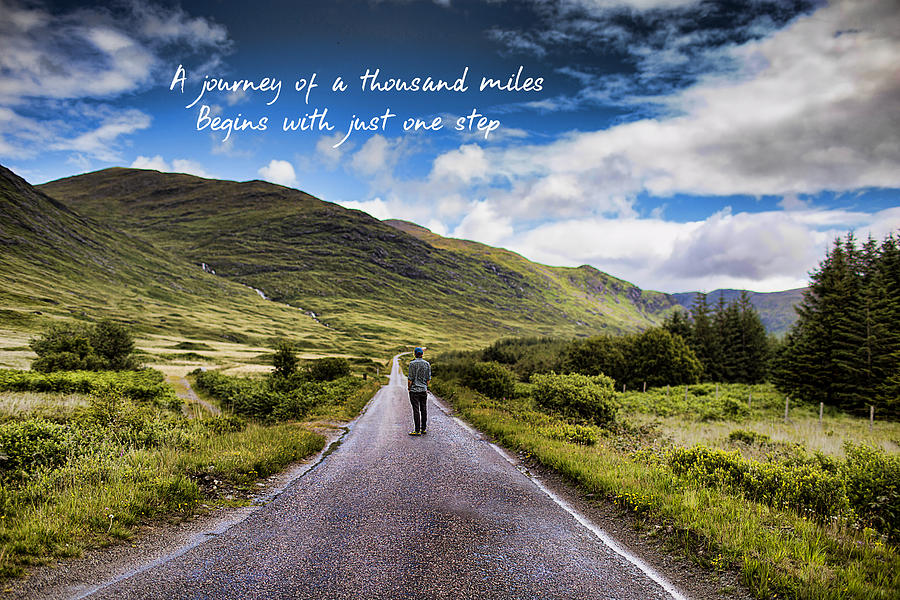 A journey of a thousand miles
Begins with just one step